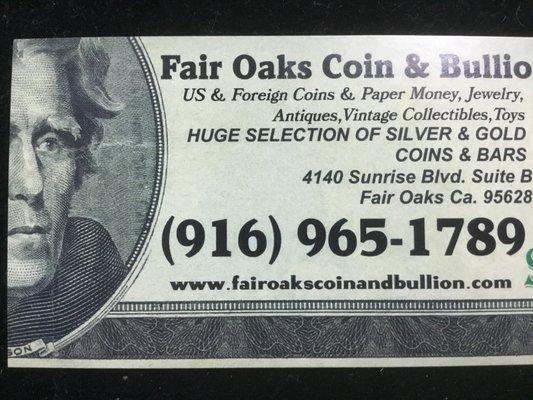 Fair Oaks Coin & Bullio
US & Foreign Coins & Paper Money, Jewelry,
Antiques,Vintage Collectibles,Toys
HUGE SELECTION OF SILVER & GOLD
COINS & BARS
4140 Sunrise Blvd. Suite B
Fair Oaks Ca. 95628
(916) 965-1789
www.fairoakscoinandbullion.com
SON